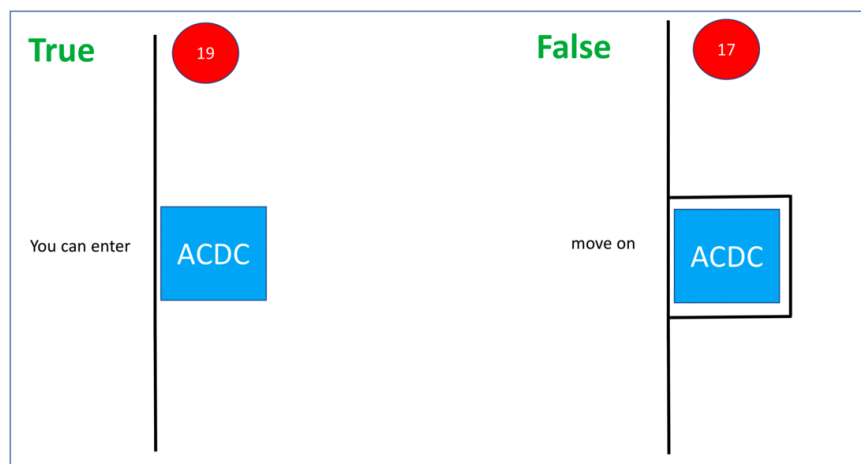 True
19
False
17
You can enter
ACDC
move on
ACDC